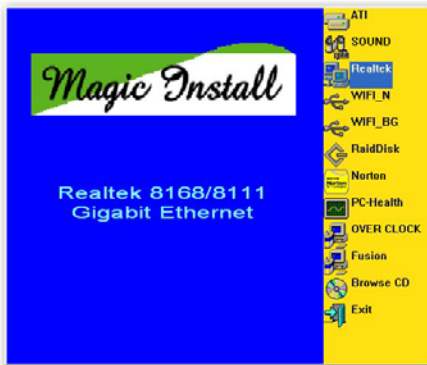 Magic Install
Realtek 8168/8111
Gigabit Ethernet
ATI
SOUND
Realtek
WIFI_N
WIFI_BG
RaidDisk
Norton
PC-Health
OVER CLOCK
Fusion
Browse CD
Exit